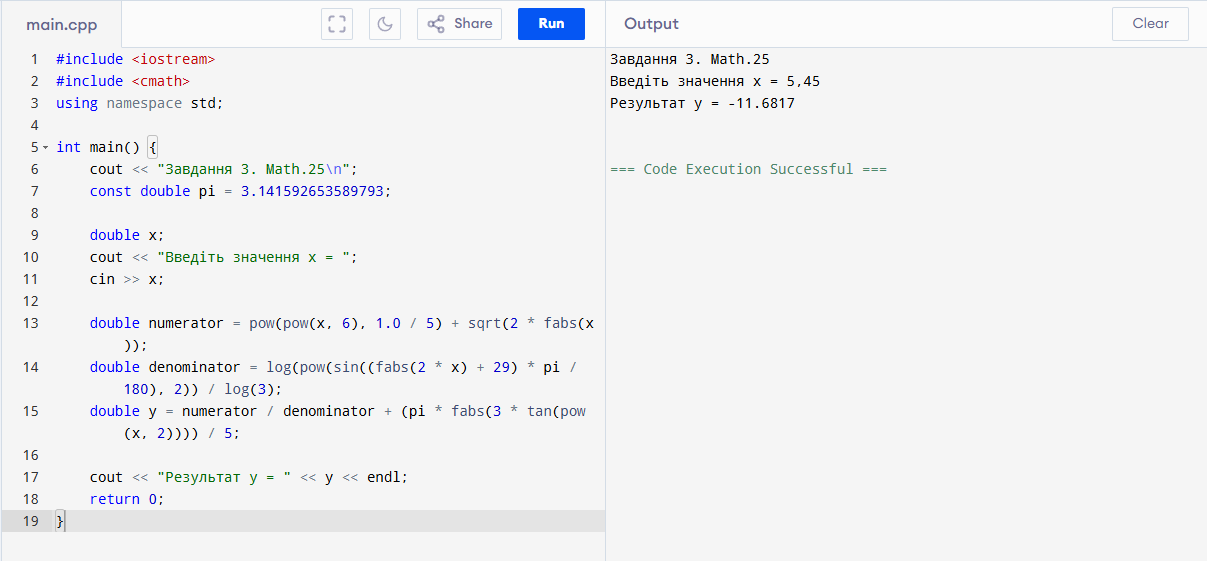 main.cpp
Share
Run
Output
Clear
1 #include <iostream>
2 #include <cmath>
3 using namespace std;
4
5 int main() {
6     cout << "Завдання 3. Math.25\n";
7     const double pi = 3.141592653589793;
8
9     double x;
10     cout << "Введіть значення x = ";
11     cin >> x;
12
13     double numerator = pow(pow(x, 6), 1.0 / 5) + sqrt(2 * fabs(x
));
14     double denominator = log(pow(sin((fabs(2 * x) + 29) * pi /
180), 2)) / log(3);
15     double y = numerator / denominator + (pi * fabs(3 * tan(pow
(x, 2)))) / 5;
16
17     cout << "Результат y = " << y << endl;
18     return 0;
19 }
Завдання 3. Math.25
Введіть значення x = 5,45
Результат y = -11.6817
=== Code Execution Successful ===